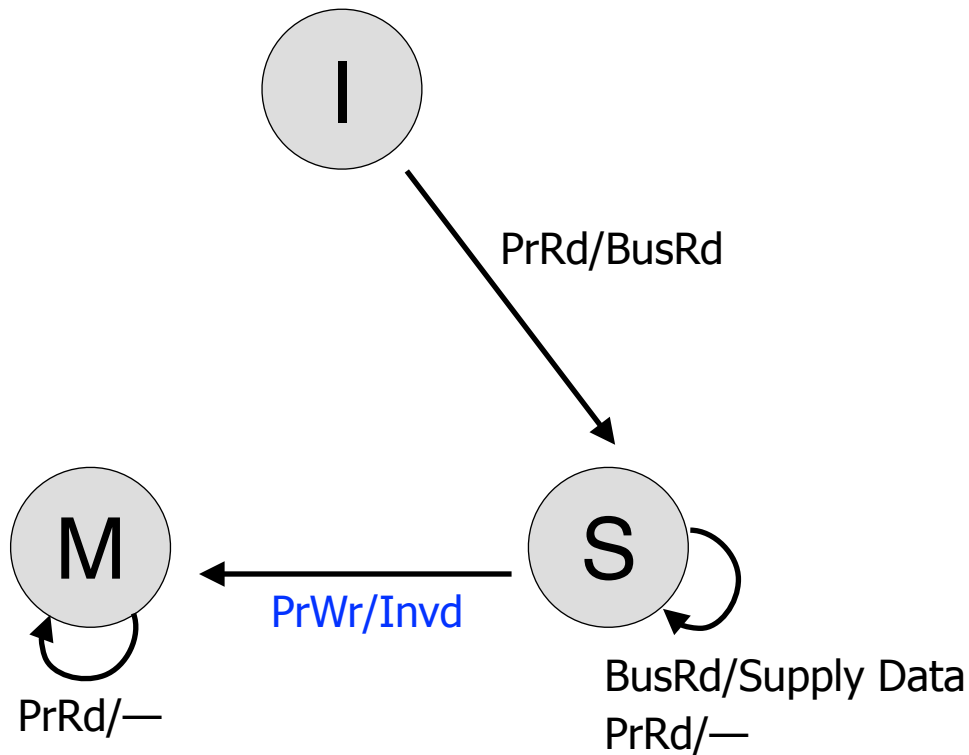 I
PrRd/BusRd
M
S
PrWr/Invd
PrRd/—
BusRd/Supply Data
PrRd/—